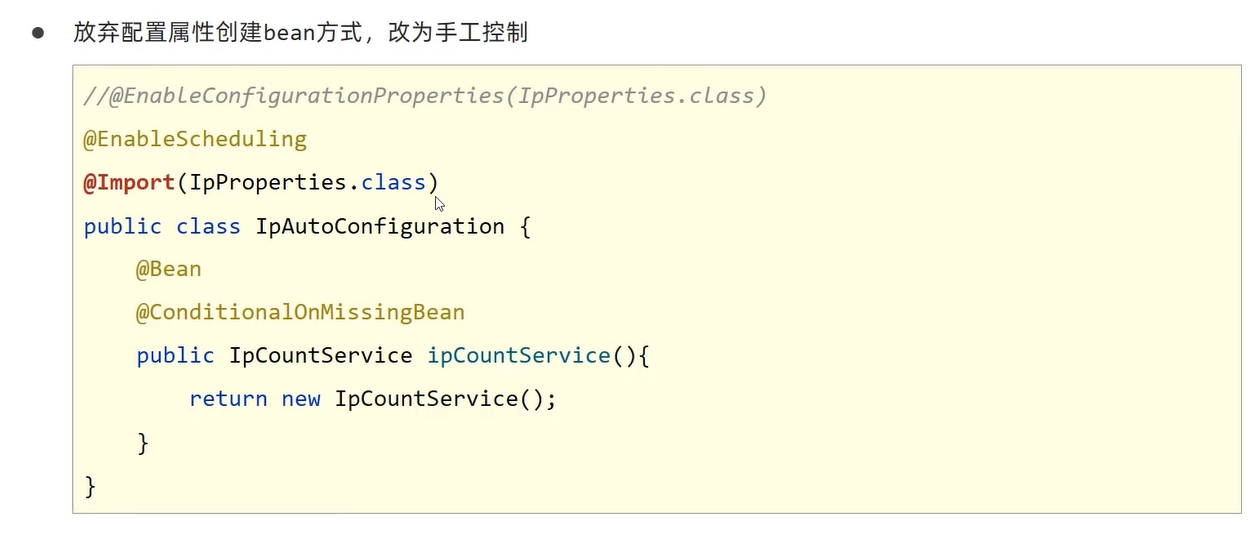 ● 放弃配置属性创建bean方式，改为手工控制
//@EnableConfigurationProperties(IpProperties.class)
@EnableScheduling
@Import(IpProperties.class)
public class IpAutoConfiguration {
    @Bean
    @ConditionalOnMissingBean
    public IpCountService ipCountService(){
        return new IpCountService();
    }
}